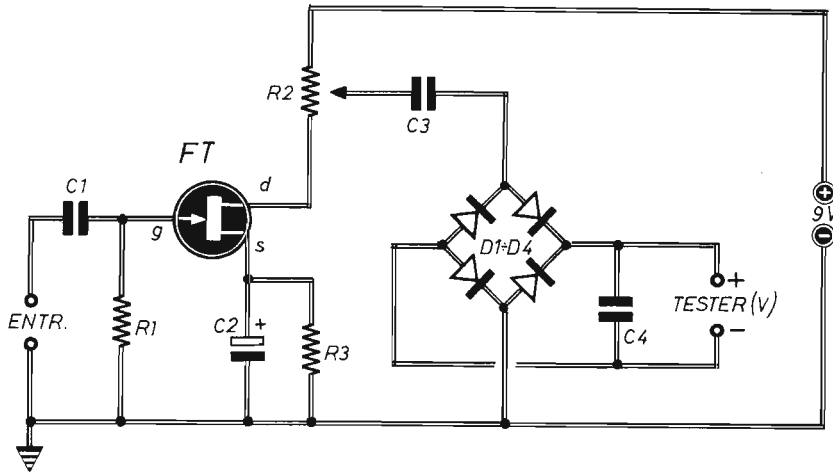 R2
C3
FT
C1
d
g
s
+
9V
−
D1÷D4
+
TESTER (V)
−
ENTR.
R1
C2
+
R3
C4